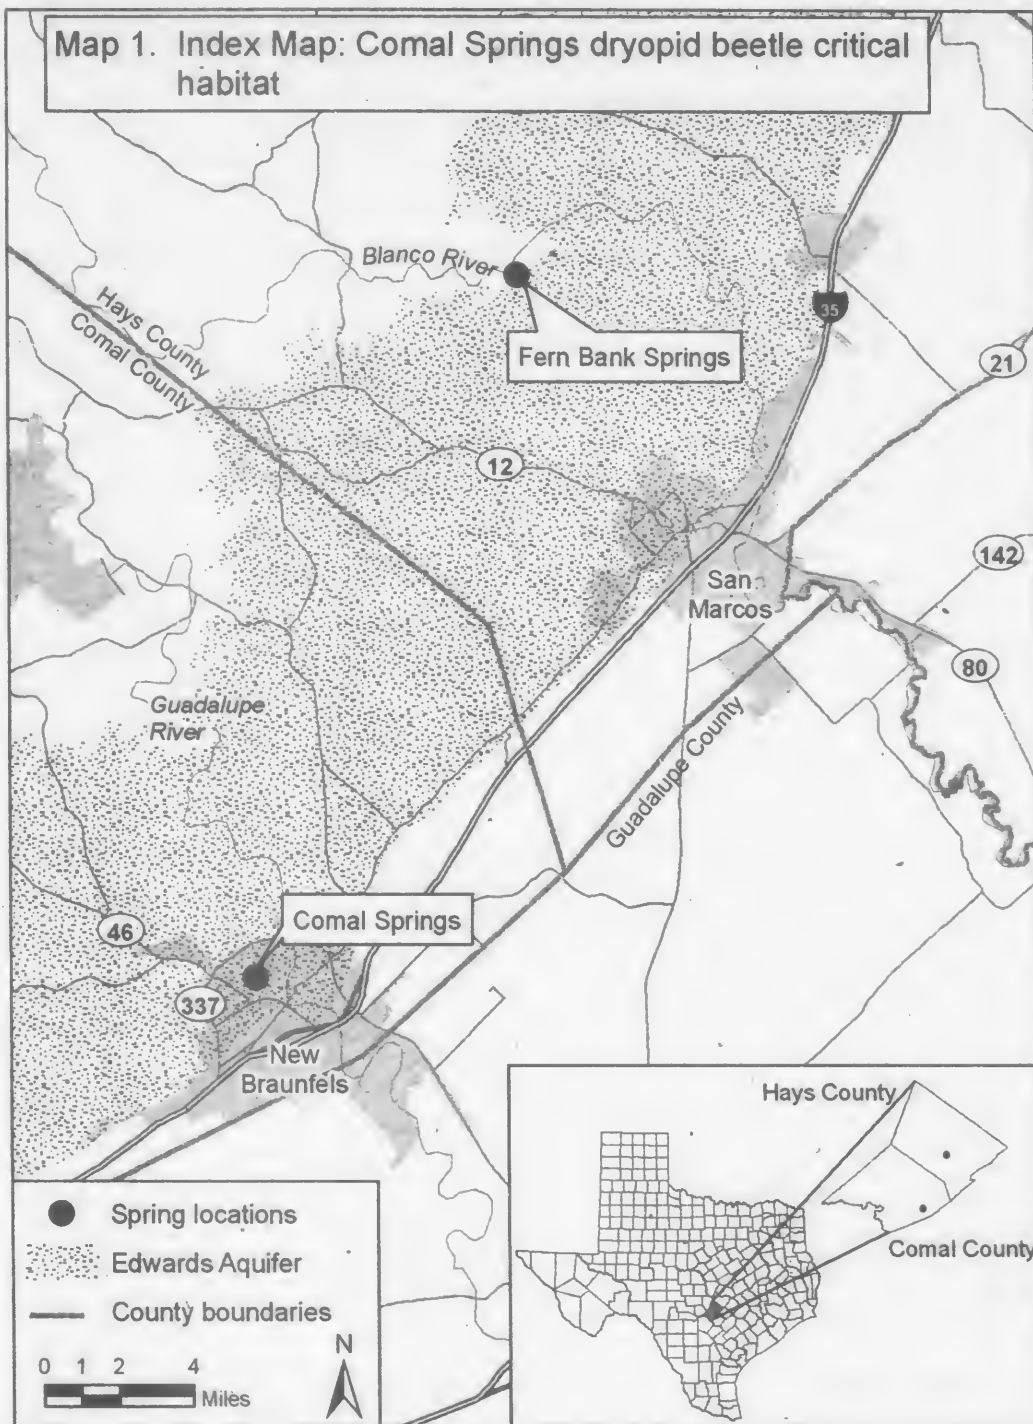 Map 1. Index Map: Comal Springs dryopid beetle critical
habitat
Blanco River
Hays County
Comal County
Fern Bank Springs
35
21
12
142
San
Marcos
80
Guadalupe
River
Guadalupe County
Comal Springs
46
337
New
Braunfels
Hays County
Comal County
Spring locations
Edwards Aquifer
County boundaries
N
0 1 2 4
Miles